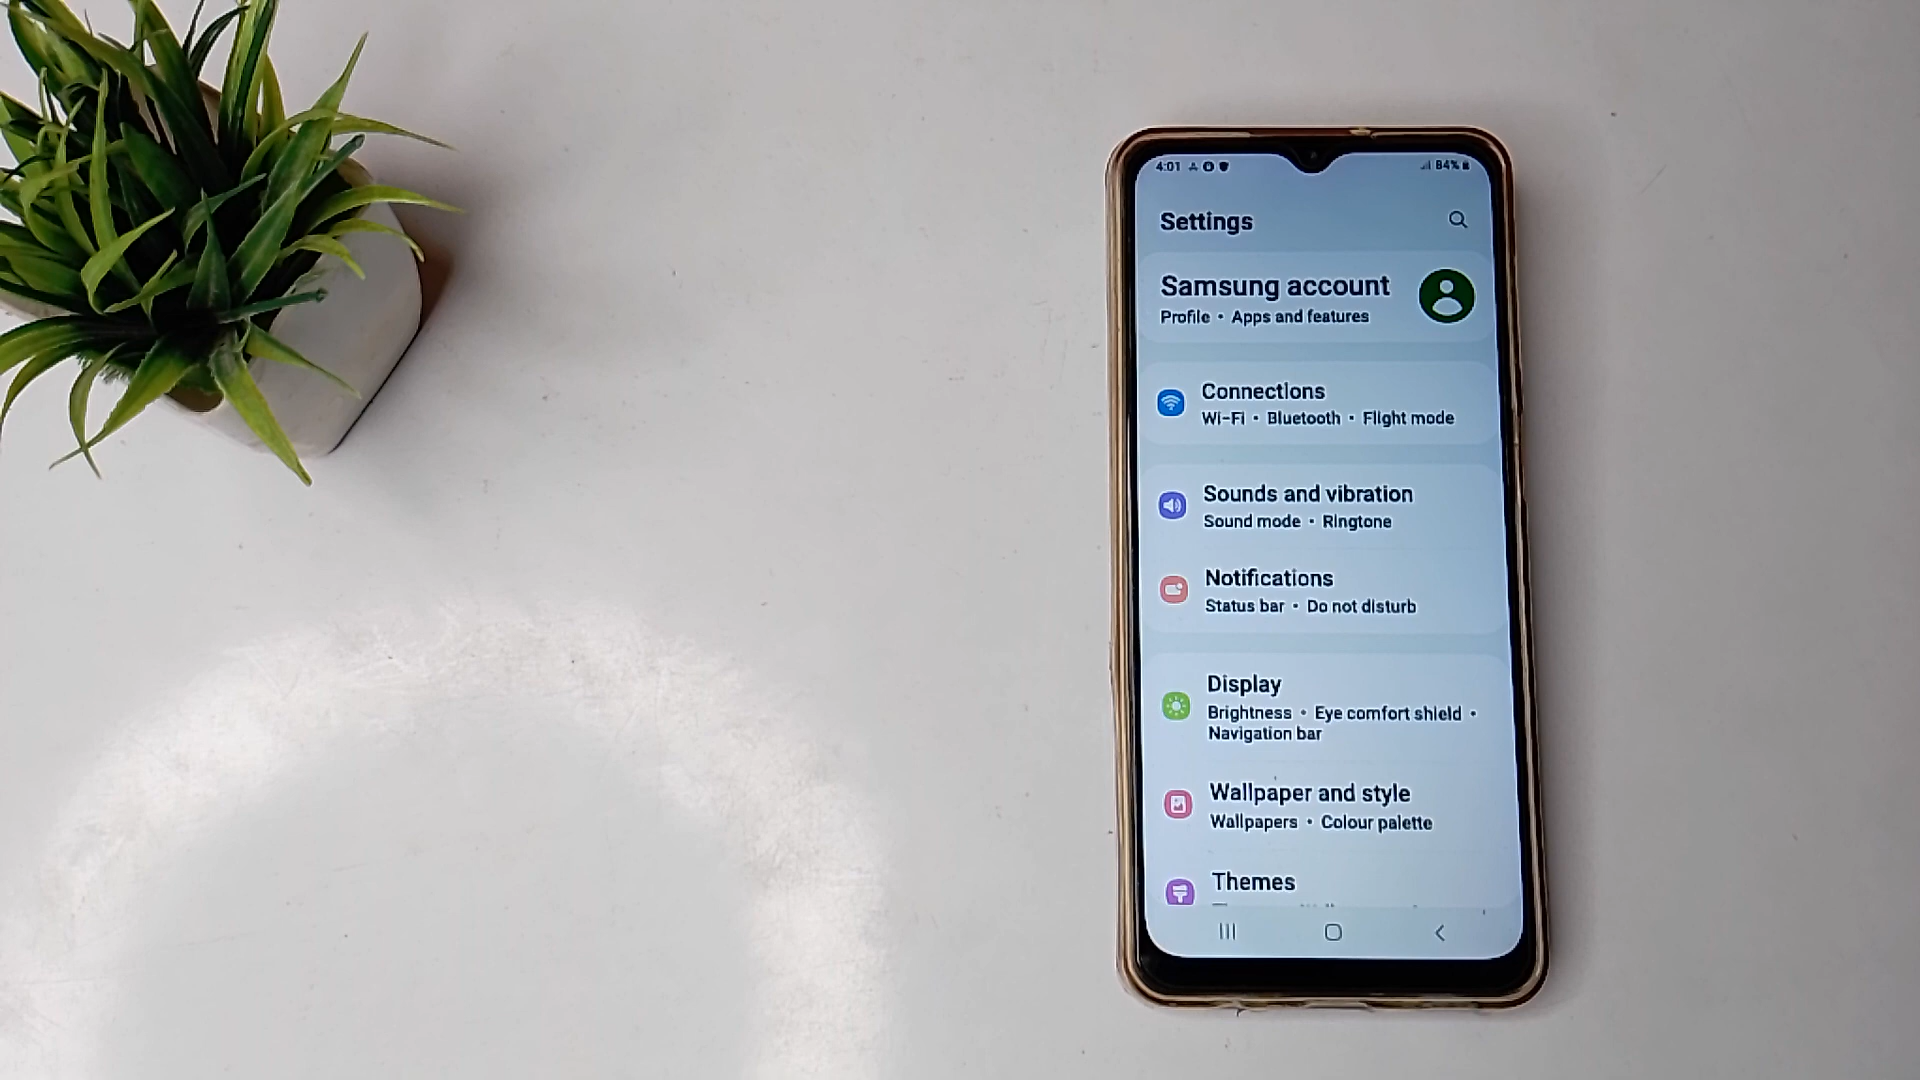 4:01 84%
Settings
Samsung account
Profile • Apps and features
Connections
Wi-Fi • Bluetooth • Flight mode
Sounds and vibration
Sound mode • Ringtone
Notifications
Status bar • Do not disturb
Display
Brightness • Eye comfort shield •
Navigation bar
Wallpaper and style
Wallpapers • Colour palette
Themes